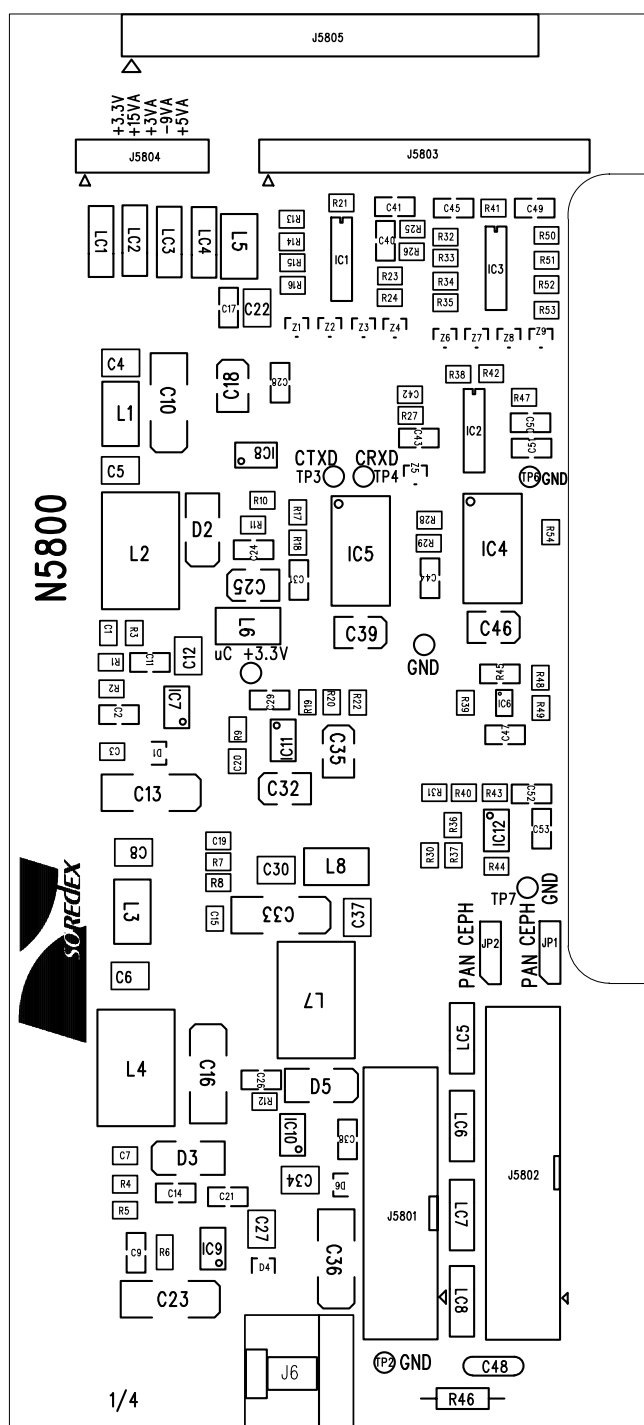 J5805
+3.3V
+15VA
+3VA
-9VA
+5VA
J5804
J5803
LC1
LC2
LC3
LC4
L5
R13
R14
R15
R16
R21
IC1
C41
C40
R25
R26
R23
R24
C45
R41
C49
R32
R33
R34
R35
IC3
R50
R51
R52
R53
C17
C22
Z1
Z2
Z3
Z4
Z6
Z7
Z8
Z9
C4
L1
C5
C10
C18
C28
R38
R42
C42
R27
C43
IC2
R47
C50
C51
IC8
CTXD
TP3
CRXD
TP4
Z5
TP6
GND
N5800
L2
D2
R10
R11
C24
C25
R17
R18
C31
IC5
R28
R29
C44
IC4
R54
L6
C39
C46
uC +3.3V
GND
C1
R3
R1
C11
C12
R2
C2
IC7
C3
D1
C13
C29
R9
C20
IC11
R19
R20
R22
C35
C32
R45
R39
IC6
R48
R49
C47
R31
R40
R43
C52
R36
R30
R37
IC12
C53
R44
C8
C19
R7
R8
C15
C30
L8
L3
C33
C37
TP7
GND
SOREDEX
C6
PAN CEPH
JP2
PAN CEPH
JP1
L7
L4
C16
C26
R12
D5
IC10
C38
LC5
LC6
LC7
LC8
J5801
J5802
C7
R4
R5
D3
C14
C21
C34
D6
C9
R6
IC9
C27
D4
C36
C23
J6
TP2
GND
C48
R46
1/4